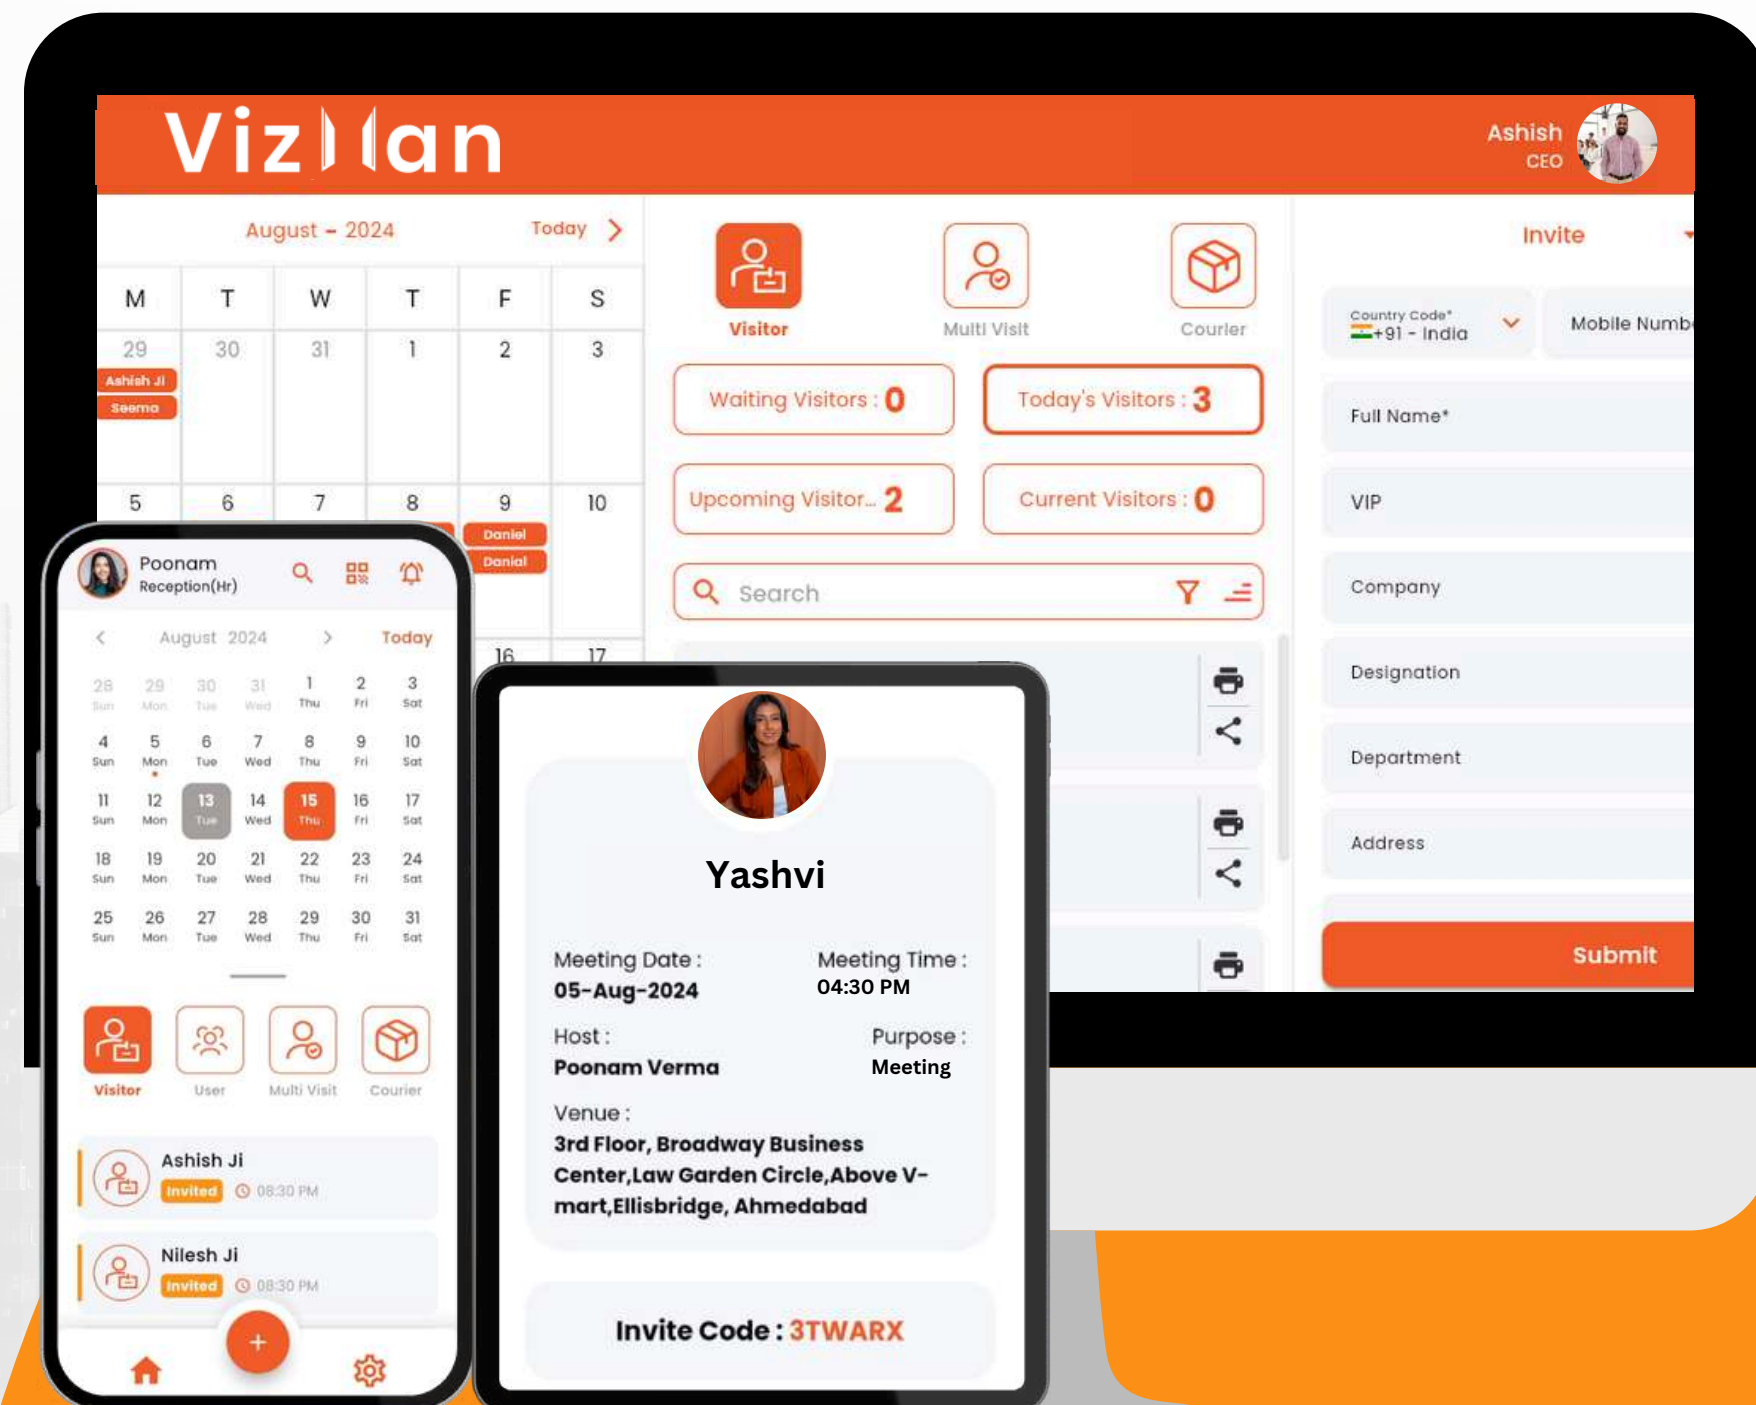 VizMan
Ashish
CEO
August - 2024
Today
M T W T F S
29 30 31 1 2 3
Ashish Ji
Seema
5 6 7 8 9 10
Daniel
Danial
16 17
Visitor
Multi Visit
Courier
Waiting Visitors : 0
Today's Visitors : 3
Upcoming Visitor... 2
Current Visitors : 0
Search
Invite
Country Code*
+91 - India
Mobile Numb
Full Name*
VIP
Company
Designation
Department
Address
Submit
Poonam
Reception(Hr)
August 2024
Today
28 29 30 31 1 2 3
Sun Mon Tue Wed Thu Fri Sat
4 5 6 7 8 9 10
Sun Mon Tue Wed Thu Fri Sat
11 12 13 14 15 16 17
Sun Mon Tue Wed Thu Fri Sat
18 19 20 21 22 23 24
Sun Mon Tue Wed Thu Fri Sat
25 26 27 28 29 30 31
Sun Mon Tue Wed Thu Fri Sat
Visitor
User
Multi Visit
Courier
Ashish Ji
Invited 08:30 PM
Nilesh Ji
Invited 08:30 PM
+
Yashvi
Meeting Date : Meeting Time :
05-Aug-2024 04:30 PM
Host : Purpose :
Poonam Verma Meeting
Venue :
3rd Floor, Broadway Business
Center,Law Garden Circle,Above V-
mart,Ellisbridge, Ahmedabad
Invite Code : 3TWARX